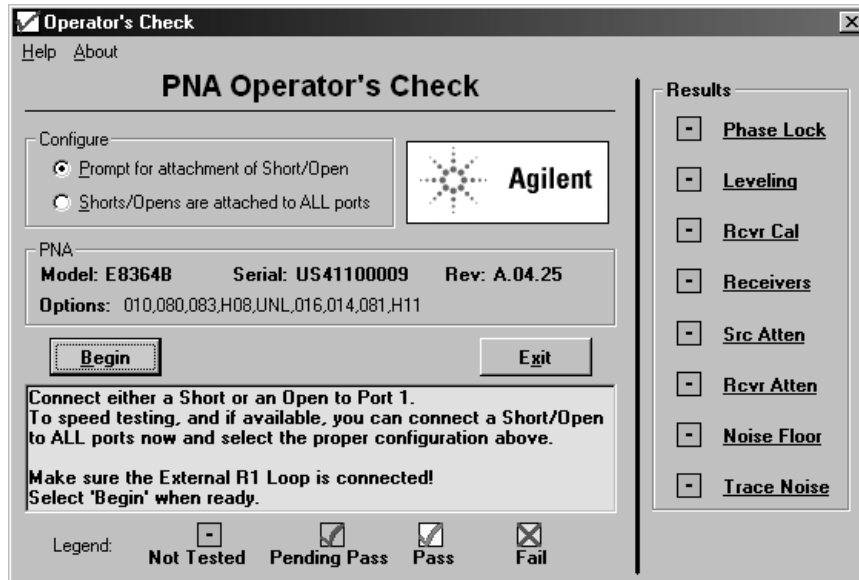 Operator's Check
Help About
PNA Operator's Check
Configure
Prompt for attachment of Short/Open
Shorts/Opens are attached to ALL ports
Agilent
PNA
Model: E8364B Serial: US41100009 Rev: A.04.25
Options: 010,080,083,H08,UNL,016,014,081,H11
Begin
Exit
Connect either a Short or an Open to Port 1.
To speed testing, and if available, you can connect a Short/Open
to ALL ports now and select the proper configuration above.
Make sure the External R1 Loop is connected!
Select 'Begin' when ready.
Legend:
- Not Tested
Pending Pass
Pass
Fail
Results
- Phase Lock
- Leveling
- Rcvr Cal
- Receivers
- Src Atten
- Rcvr Atten
- Noise Floor
- Trace Noise